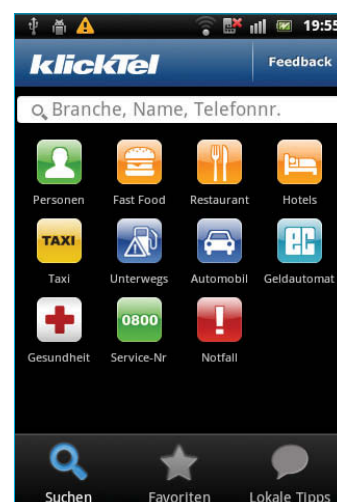 19:55
klickTel Feedback
Branche, Name, Telefonnr.
Personen Fast Food Restaurant Hotels
TAXI EC
Taxi Unterwegs Automobil Geldautomat
0800 !
Gesundheit Service-Nr Notfall
Suchen Favoriten Lokale Tipps